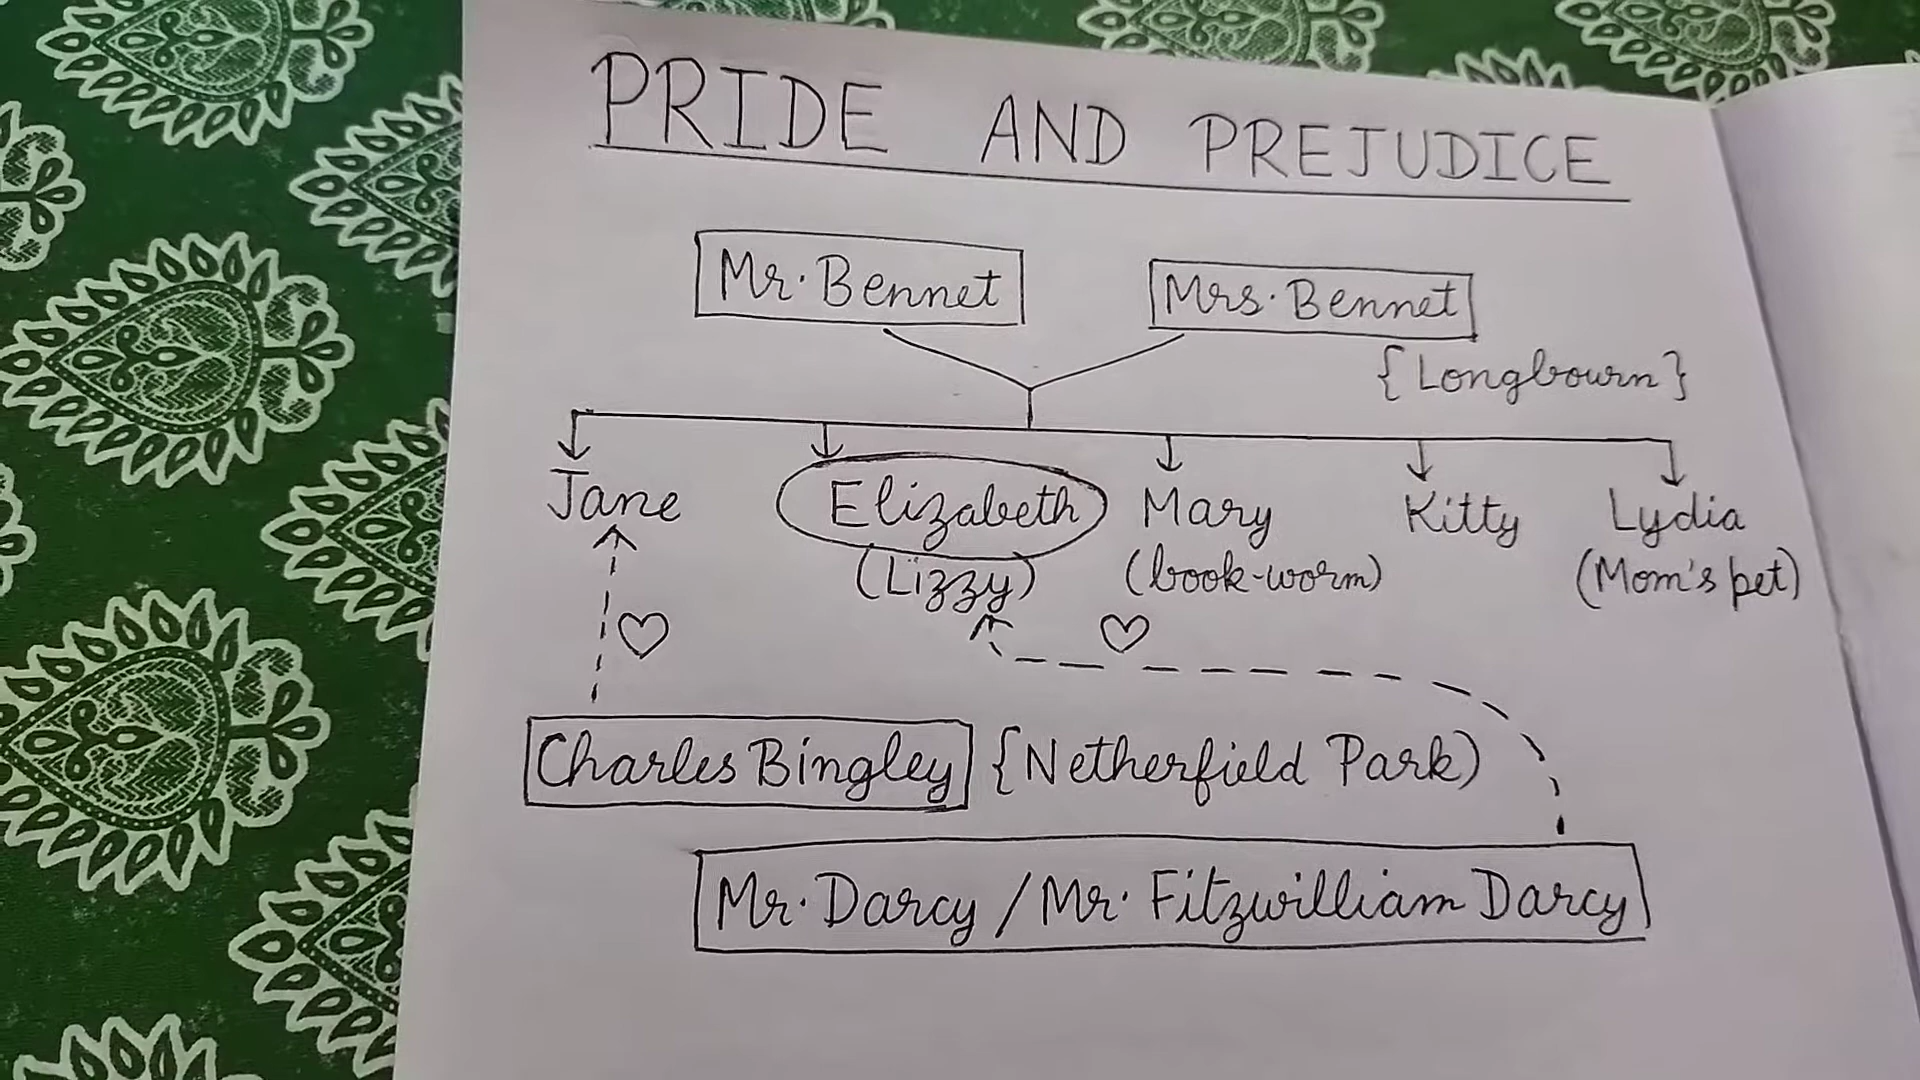 PRIDE AND PREJUDICE
Mr. Bennet Mrs. Bennet
{Longbourn}
Jane Elizabeth Mary Kitty Lydia
(Lizzy) (book-worm) (Mom's pet)
Charles Bingley {Netherfield Park)
Mr. Darcy / Mr. Fitzwilliam Darcy